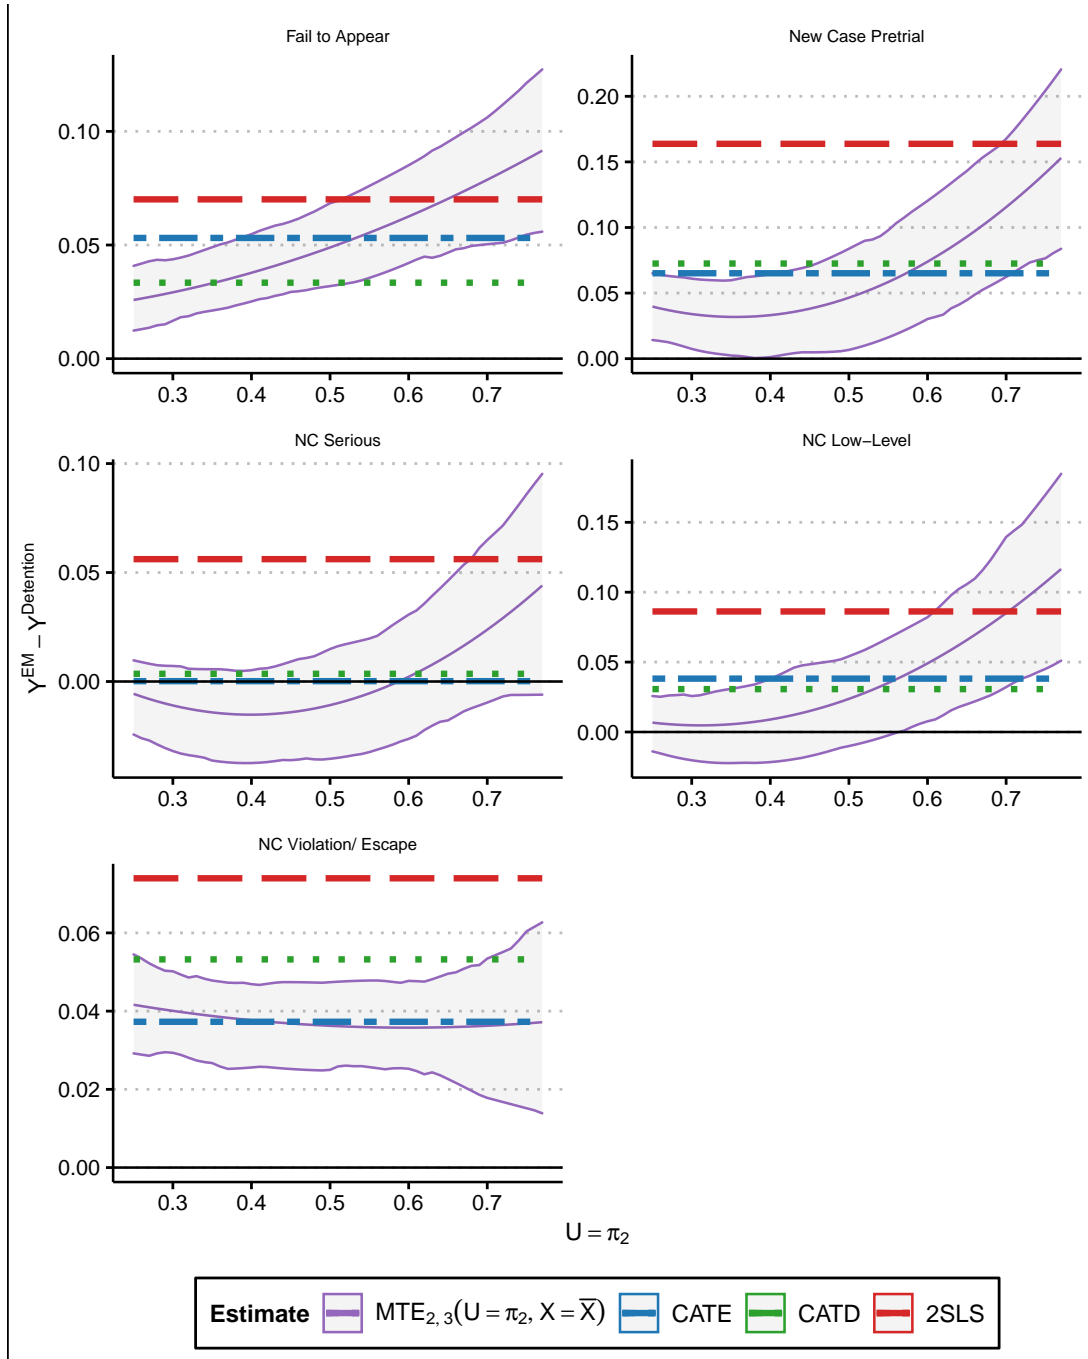 Fail to Appear
0.10
0.05
0.00
0.3 0.4 0.5 0.6 0.7
New Case Pretrial
0.20
0.15
0.10
0.05
0.00
0.3 0.4 0.5 0.6 0.7
NC Serious
0.10
0.05
0.00
0.3 0.4 0.5 0.6 0.7
NC Low−Level
0.15
0.10
0.05
0.00
0.3 0.4 0.5 0.6 0.7
NC Violation/ Escape
0.06
0.04
0.02
0.00
0.3 0.4 0.5 0.6 0.7
Y^EM − Y^Detention
U = π₂
Estimate MTE₂,₃(U = π₂, X = X̅) CATE CATD 2SLS